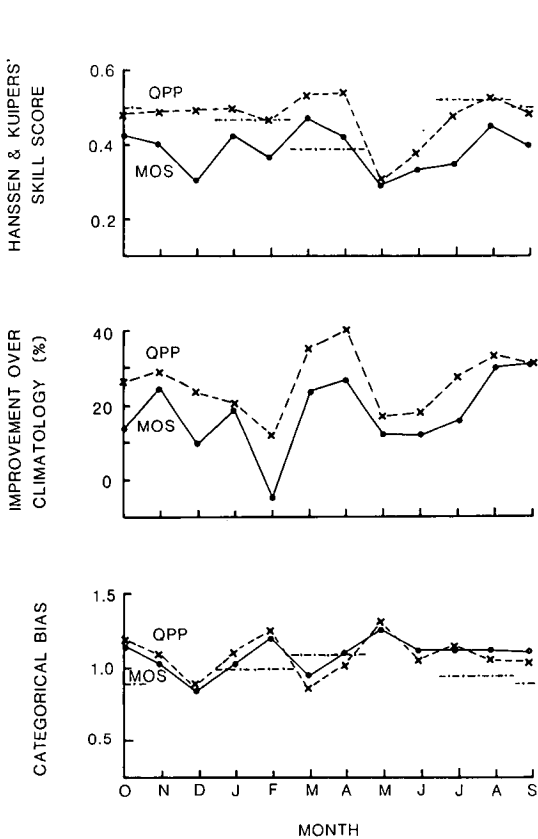 HANSSEN & KUIPERS'
SKILL SCORE
0.6
0.4
0.2
QPP
MOS
IMPROVEMENT OVER
CLIMATOLOGY (%)
40
20
0
QPP
MOS
CATEGORICAL BIAS
1.5
1.0
0.5
QPP
MOS
O N D J F M A M J J A S
MONTH